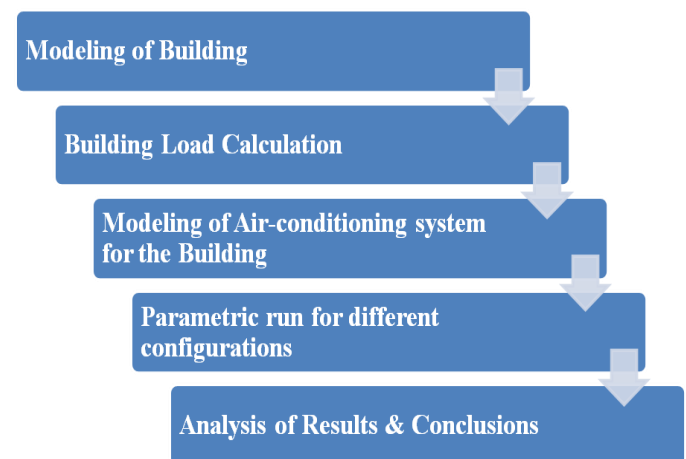 Modeling of Building
Building Load Calculation
Modeling of Air-conditioning system
for the Building
Parametric run for different
configurations
Analysis of Results & Conclusions